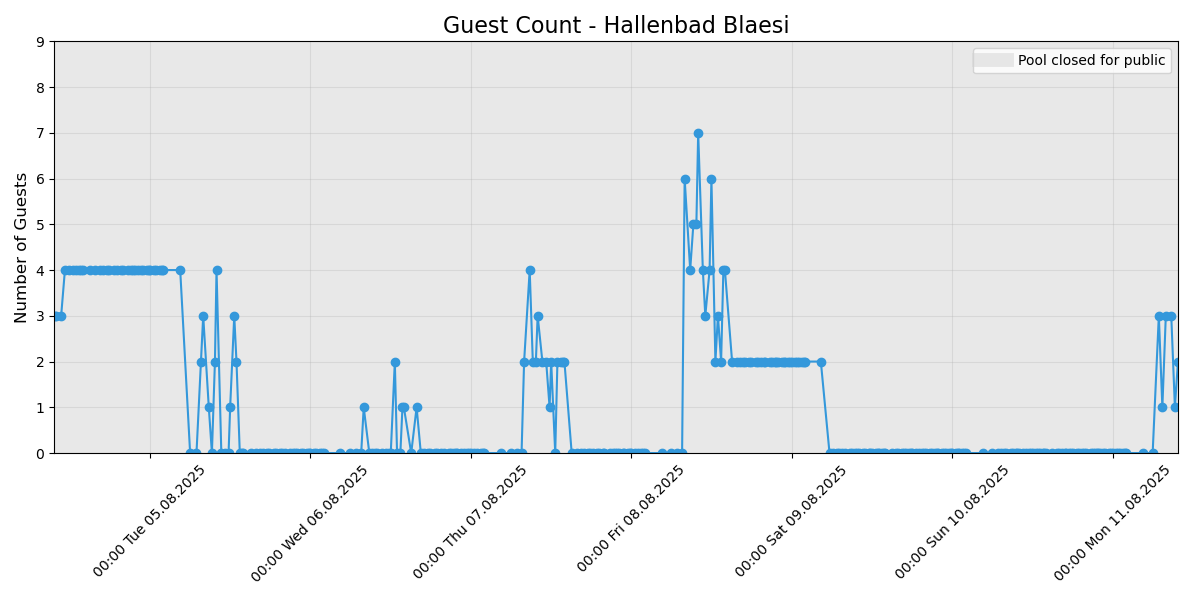 Guest Count - Hallenbad Blaesi
Pool closed for public
Number of Guests
9
8
7
6
5
4
3
2
1
0
00:00 Tue 05.08.2025
00:00 Wed 06.08.2025
00:00 Thu 07.08.2025
00:00 Fri 08.08.2025
00:00 Sat 09.08.2025
00:00 Sun 10.08.2025
00:00 Mon 11.08.2025